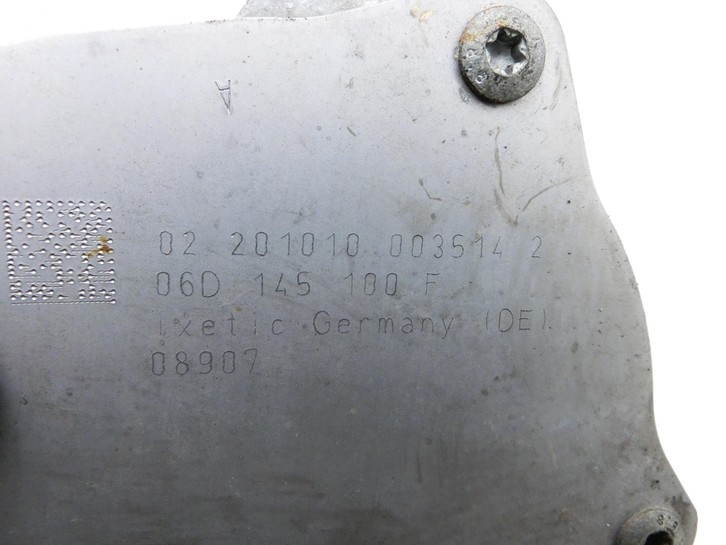 A
02 201010 003514 2
06D 145 100 F
ixetic Germany (DE)
08907